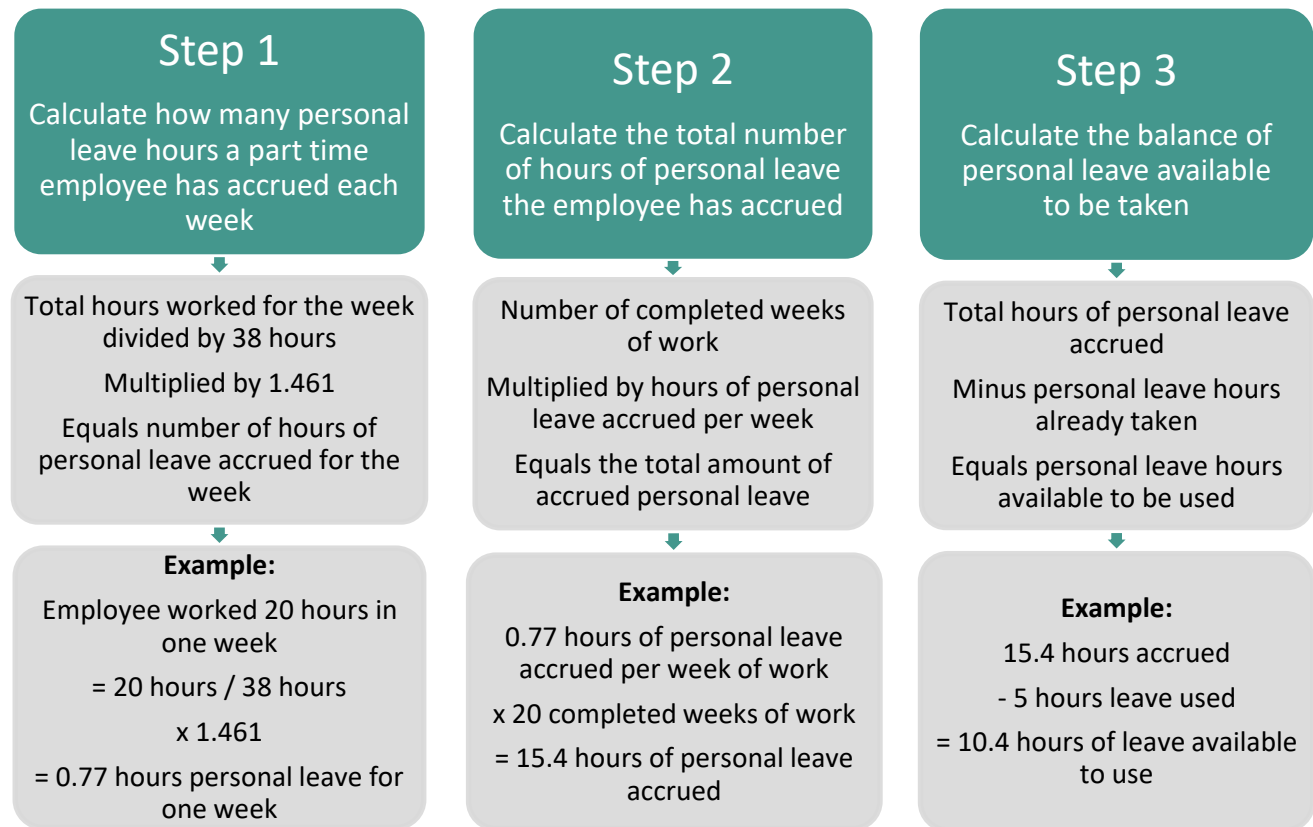 Step 1
Calculate how many personal
leave hours a part time
employee has accrued each
week
Total hours worked for the week
divided by 38 hours
Multiplied by 1.461
Equals number of hours of
personal leave accrued for the
week
Example:
Employee worked 20 hours in
one week
= 20 hours / 38 hours
x 1.461
= 0.77 hours personal leave for
one week
Step 2
Calculate the total number
of hours of personal leave
the employee has accrued
Number of completed weeks
of work
Multiplied by hours of personal
leave accrued per week
Equals the total amount of
accrued personal leave
Example:
0.77 hours of personal leave
accrued per week of work
x 20 completed weeks of work
= 15.4 hours of personal leave
accrued
Step 3
Calculate the balance of
personal leave available
to be taken
Total hours of personal leave
accrued
Minus personal leave hours
already taken
Equals personal leave hours
available to be used
Example:
15.4 hours accrued
- 5 hours leave used
= 10.4 hours of leave available
to use